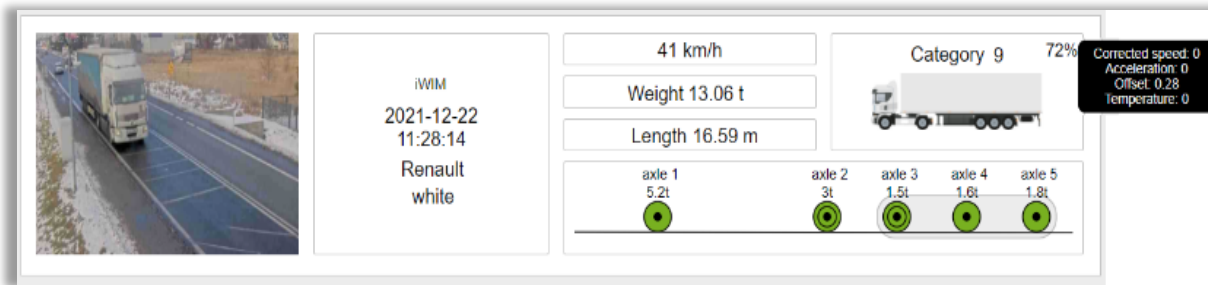 iWIM
2021-12-22
11:28:14
Renault
white
41 km/h
Weight 13.06 t
Length 16.59 m
Category 9
72%
Corrected speed: 0
Acceleration: 0
Offset: 0.28
Temperature: 0
axle 1
5.2t
axle 2
3t
axle 3
1.5t
axle 4
1.6t
axle 5
1.8t